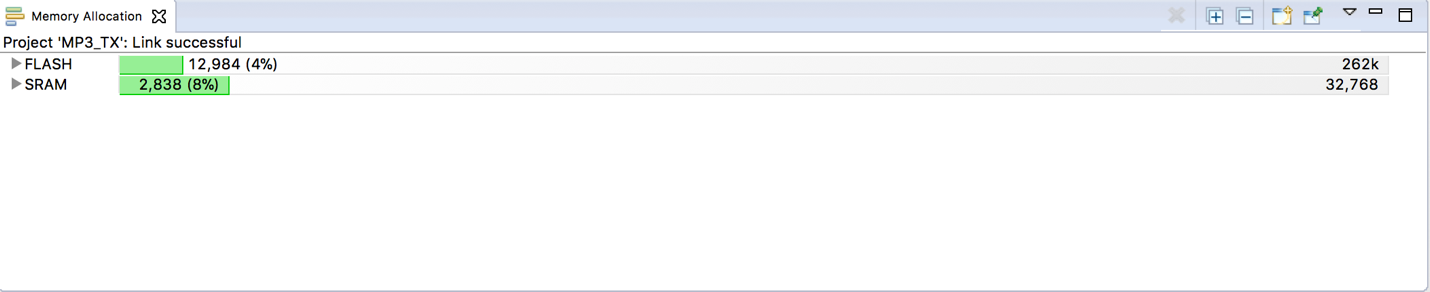 Memory Allocation
Project 'MP3_TX': Link successful
FLASH 12,984 (4%) 262k
SRAM 2,838 (8%) 32,768